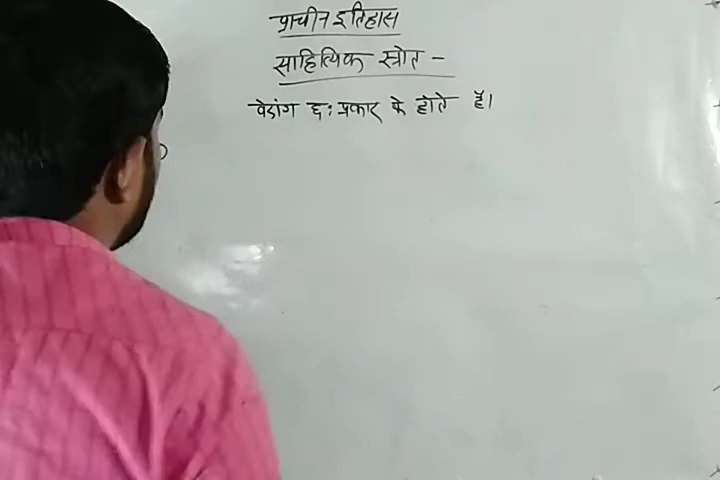 प्राचीन इतिहास
साहित्यिक स्त्रोत -
वेदांग छः प्रकार के होते है।